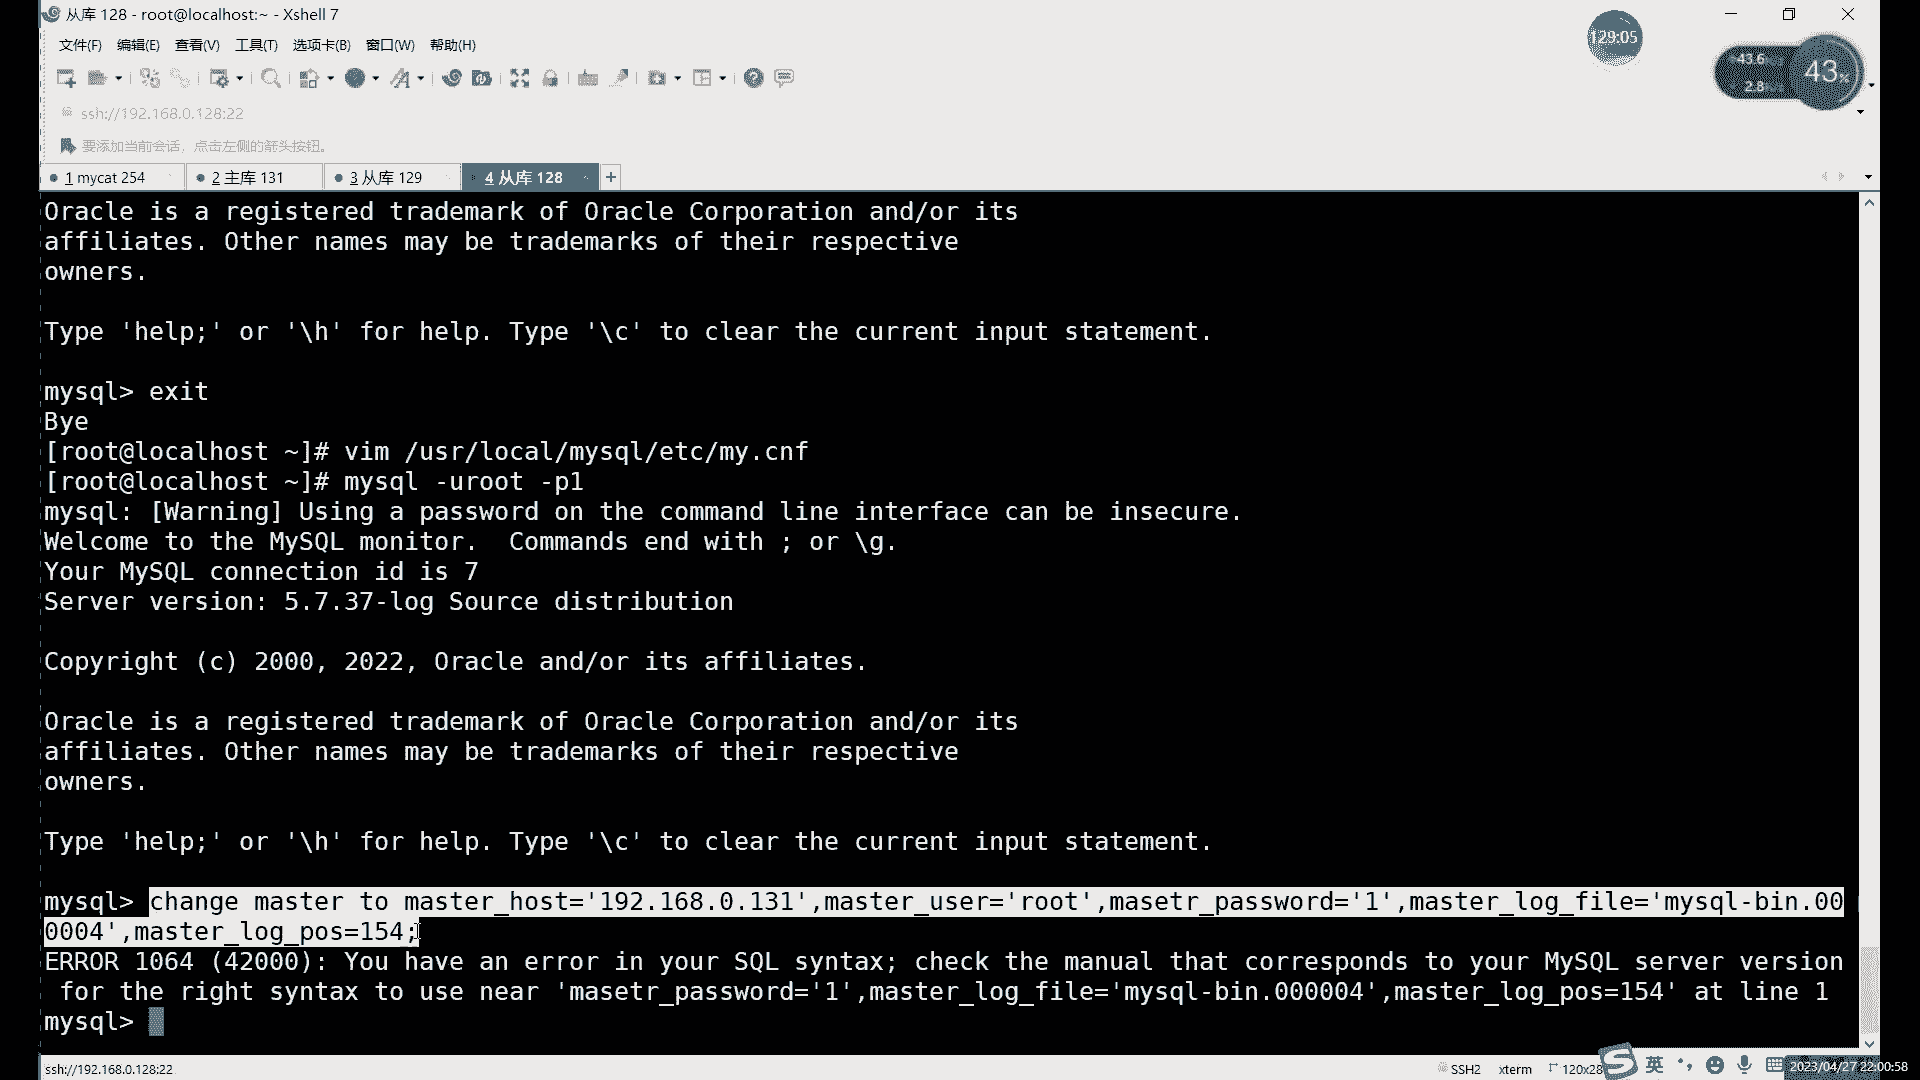 从库 128 - root@localhost:~ - Xshell 7
文件(F) 编辑(E) 查看(V) 工具(T) 选项卡(B) 窗口(W) 帮助(H)
129:05
43.6
2.8
43%
ssh://192.168.0.128:22
要添加当前会话，点击左侧的箭头按钮。
1 mycat 254
2 主库 131
3 从库 129
4 从库 128
Oracle is a registered trademark of Oracle Corporation and/or its
affiliates. Other names may be trademarks of their respective
owners.
Type 'help;' or '\h' for help. Type '\c' to clear the current input statement.
mysql> exit
Bye
[root@localhost ~]# vim /usr/local/mysql/etc/my.cnf
[root@localhost ~]# mysql -uroot -p1
mysql: [Warning] Using a password on the command line interface can be insecure.
Welcome to the MySQL monitor.  Commands end with ; or \g.
Your MySQL connection id is 7
Server version: 5.7.37-log Source distribution
Copyright (c) 2000, 2022, Oracle and/or its affiliates.
Oracle is a registered trademark of Oracle Corporation and/or its
affiliates. Other names may be trademarks of their respective
owners.
Type 'help;' or '\h' for help. Type '\c' to clear the current input statement.
mysql> change master to master_host='192.168.0.131',master_user='root',masetr_password='1',master_log_file='mysql-bin.00
0004',master_log_pos=154;
ERROR 1064 (42000): You have an error in your SQL syntax; check the manual that corresponds to your MySQL server version
 for the right syntax to use near 'masetr_password='1',master_log_file='mysql-bin.000004',master_log_pos=154' at line 1
mysql>
ssh://192.168.0.128:22
SSH2 xterm 120x28
英
2023/04/27 22:00:58